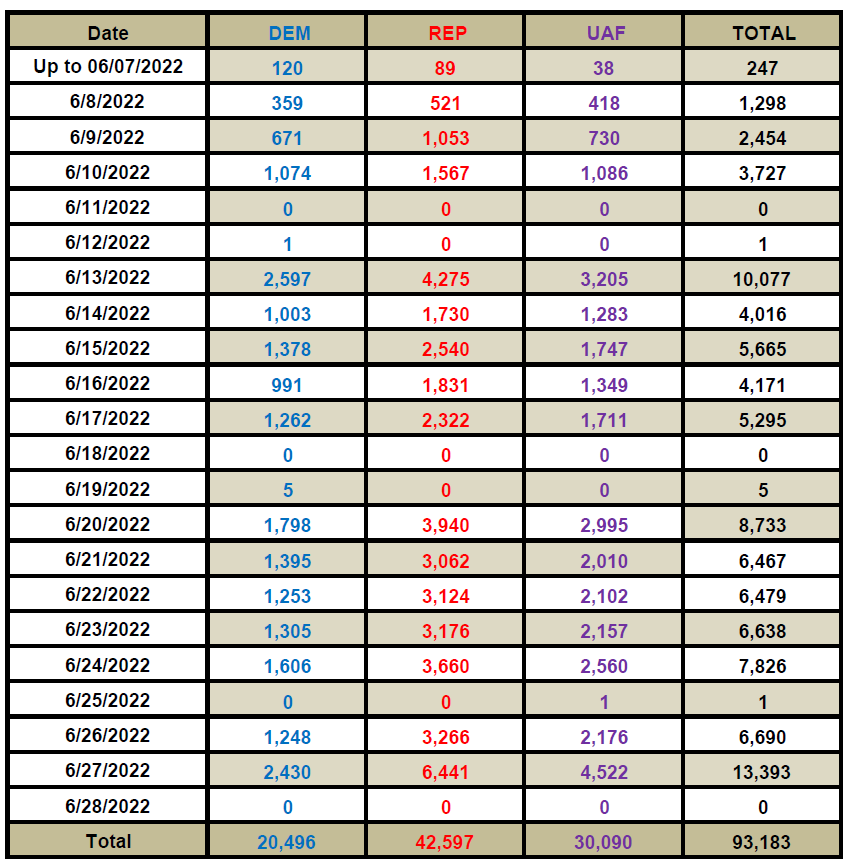 Date DEM REP UAF TOTAL
Up to 06/07/2022 120 89 38 247
6/8/2022 359 521 418 1,298
6/9/2022 671 1,053 730 2,454
6/10/2022 1,074 1,567 1,086 3,727
6/11/2022 0 0 0 0
6/12/2022 1 0 0 1
6/13/2022 2,597 4,275 3,205 10,077
6/14/2022 1,003 1,730 1,283 4,016
6/15/2022 1,378 2,540 1,747 5,665
6/16/2022 991 1,831 1,349 4,171
6/17/2022 1,262 2,322 1,711 5,295
6/18/2022 0 0 0 0
6/19/2022 5 0 0 5
6/20/2022 1,798 3,940 2,995 8,733
6/21/2022 1,395 3,062 2,010 6,467
6/22/2022 1,253 3,124 2,102 6,479
6/23/2022 1,305 3,176 2,157 6,638
6/24/2022 1,606 3,660 2,560 7,826
6/25/2022 0 0 1 1
6/26/2022 1,248 3,266 2,176 6,690
6/27/2022 2,430 6,441 4,522 13,393
6/28/2022 0 0 0 0
Total 20,496 42,597 30,090 93,183